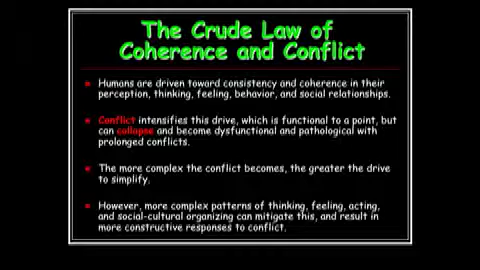 The Crude Law of
Coherence and Conflict
Humans are driven toward consistency and coherence in their
perception, thinking, feeling, behavior, and social relationships.
Conflict intensifies this drive, which is functional to a point, but
can collapse and become dysfunctional and pathological with
prolonged conflicts.
The more complex the conflict becomes, the greater the drive
to simplify.
However, more complex patterns of thinking, feeling, acting,
and social-cultural organizing can mitigate this, and result in
more constructive responses to conflict.